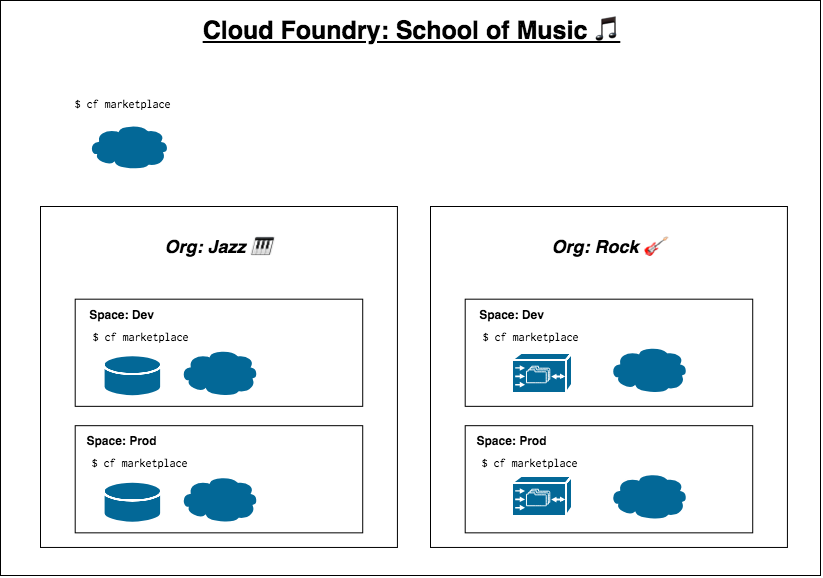 Cloud Foundry: School of Music 🎵
$ cf marketplace
Org: Jazz 🎹
Space: Dev
$ cf marketplace
Space: Prod
$ cf marketplace
Org: Rock 🎸
Space: Dev
$ cf marketplace
Space: Prod
$ cf marketplace